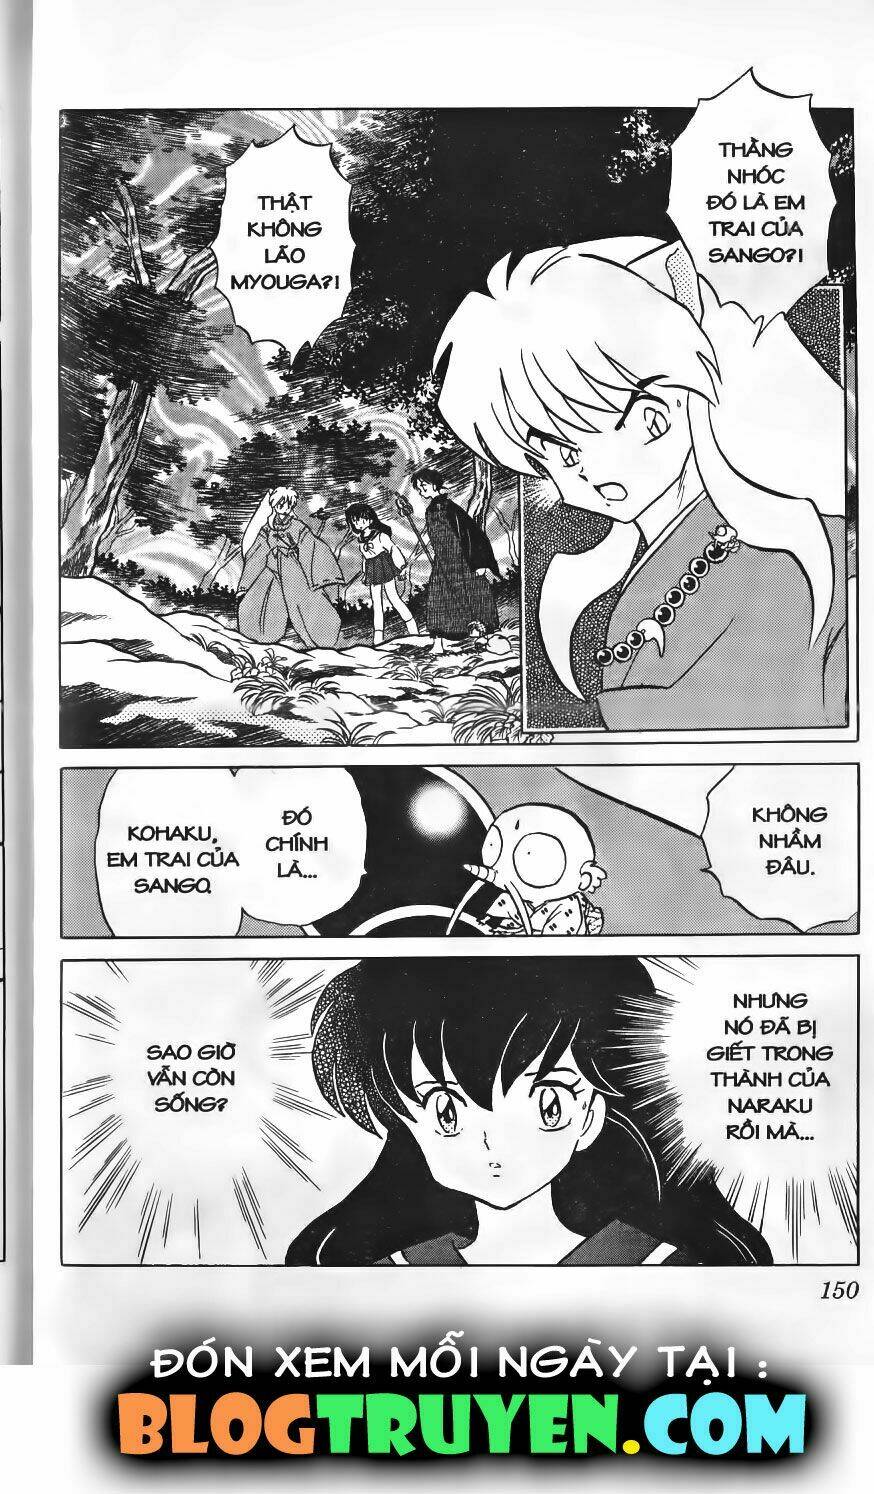 THẰNG
NHÓC
ĐÓ LÀ EM
TRAI CỦA
SANGO?!
THẬT
KHÔNG
LÃO
MYOUGA?!
KHÔNG
NHẦM
ĐÂU.
ĐÓ
CHÍNH
LÀ...
KOHAKU,
EM TRAI CỦA
SANGO.
NHƯNG
NÓ ĐÃ BỊ
GIẾT TRONG
THÀNH CỦA
NARAKU
RỒI MÀ...
SAO GIỜ
VẪN CÒN
SỐNG?
150
ĐÓN XEM MỖI NGÀY TẠI :
BLOGTRUYEN.COM